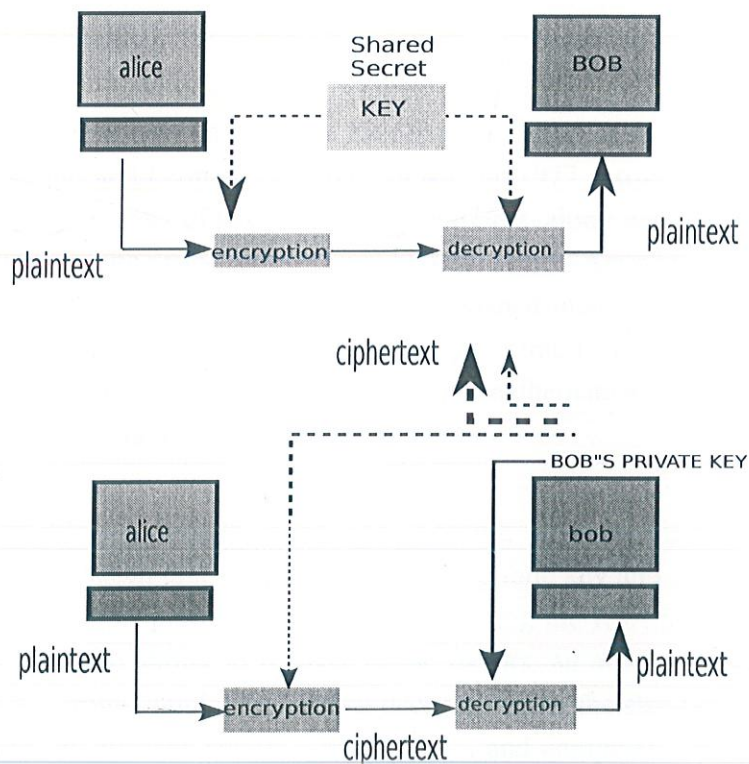 Shared
Secret
KEY
alice
BOB
plaintext
encryption
decryption
plaintext
ciphertext
BOB"S PRIVATE KEY
alice
bob
plaintext
plaintext
encryption
decryption
ciphertext